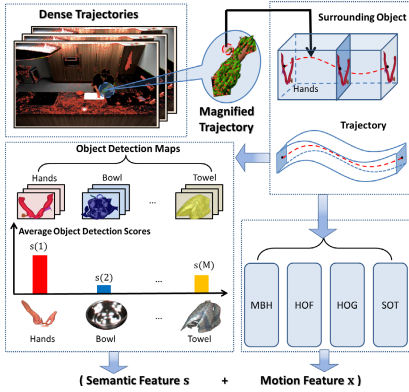 Dense Trajectories
Surrounding Object
Hands
Magnified
Trajectory
Trajectory
Object Detection Maps
Hands
Bowl
...
Towel
Average Object Detection Scores
s(1)
s(2)
...
s(M)
Hands
Bowl
...
Towel
MBH
HOF
HOG
SOT
( Semantic Feature s + Motion Feature x )